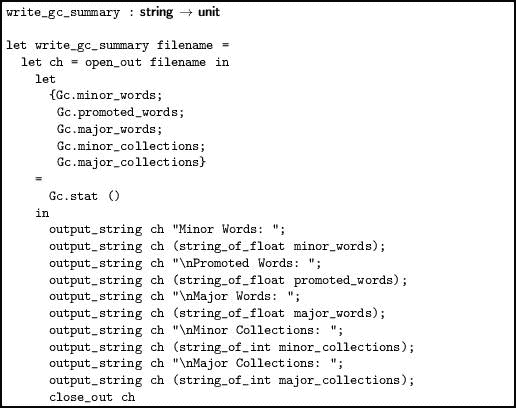 write_gc_summary : string → unit
let write_gc_summary filename =
  let ch = open_out filename in
    let
      {Gc.minor_words;
       Gc.promoted_words;
       Gc.major_words;
       Gc.minor_collections;
       Gc.major_collections}
    =
      Gc.stat ()
    in
      output_string ch "Minor Words: ";
      output_string ch (string_of_float minor_words);
      output_string ch "\nPromoted Words: ";
      output_string ch (string_of_float promoted_words);
      output_string ch "\nMajor Words: ";
      output_string ch (string_of_float major_words);
      output_string ch "\nMinor Collections: ";
      output_string ch (string_of_int minor_collections);
      output_string ch "\nMajor Collections: ";
      output_string ch (string_of_int major_collections);
      close_out ch